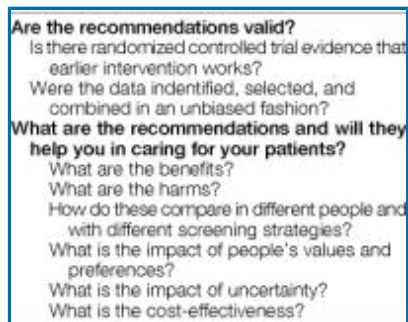 Are the recommendations valid?
Is there randomized controlled trial evidence that
earlier intervention works?
Were the data indentified, selected, and
combined in an unbiased fashion?
What are the recommendations and will they
help you in caring for your patients?
What are the benefits?
What are the harms?
How do these compare in different people and
with different screening strategies?
What is the impact of people's values and
preferences?
What is the impact of uncertainty?
What is the cost-effectiveness?